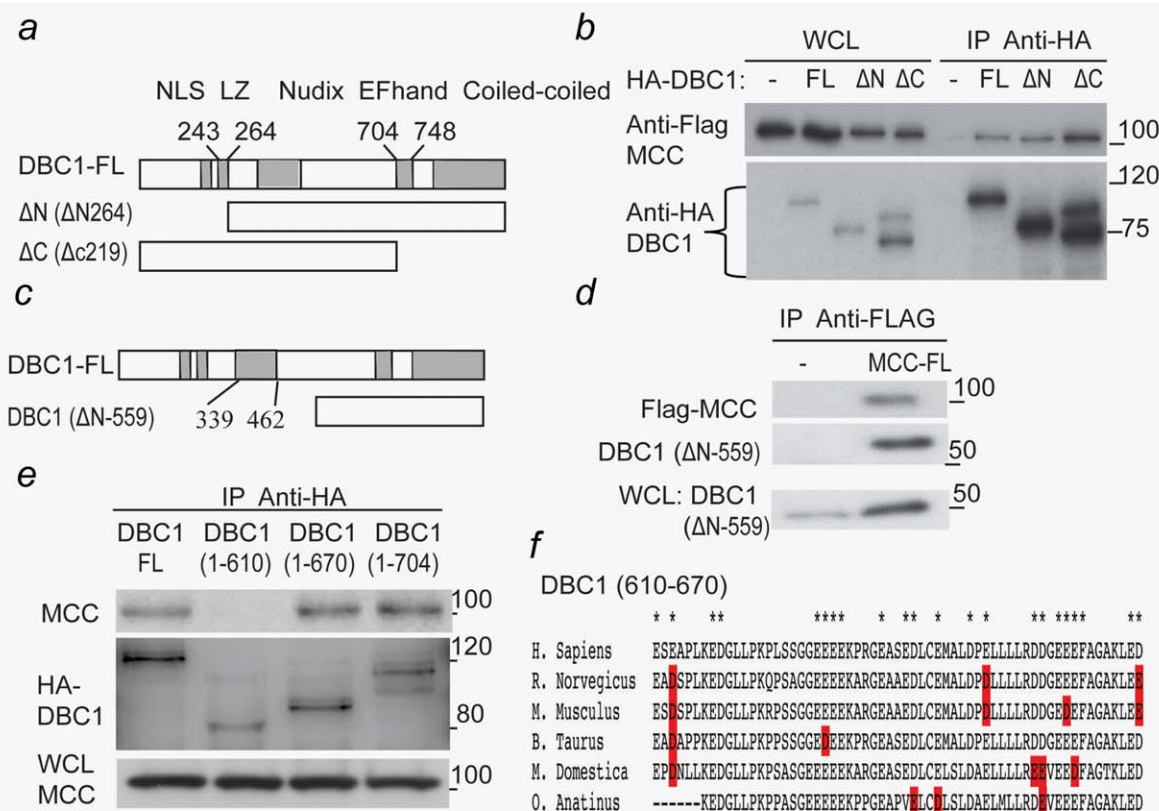 a
NLS LZ Nudix EFhand Coiled-coiled
243 264 704 748
DBC1-FL
ΔN (ΔN264)
ΔC (Δc219)
b
WCL IP Anti-HA
HA-DBC1: - FL ΔN ΔC - FL ΔN ΔC
Anti-Flag
MCC
100
120
Anti-HA
DBC1
75
c
DBC1-FL
DBC1 (ΔN-559) 339 462
d
IP Anti-FLAG
- MCC-FL
Flag-MCC 100
DBC1 (ΔN-559) 50
WCL: DBC1 50
(ΔN-559)
e
IP Anti-HA
DBC1 DBC1 DBC1 DBC1
FL (1-610) (1-670) (1-704)
MCC 100
120
HA-
DBC1
80
WCL
MCC
100
f
DBC1 (610-670)
* * ** **** * ** * * ** **** **
H. Sapiens ESEAPLKEDGLLPKPLSSGGEEEEKPRGEASEDLCEMALDPELLLLRDDGEEEFAGAKLED
R. Norvegicus EADSPLKEDGLLPKQPSAGGEEEEKARGEAAEDLCEMALDPDLLLLRDDGEEEFAGAKLEE
M. Musculus ESDSPLKEDGLLPKRPSSGGEEEEKARGEAAEDLCEMALDPDLLLLRDDGEDEFAGAKLEE
B. Taurus EADAPPKEDGLLPKPPSSGGEDEEKPRGEASEDLCEMALDPELLLLRDDGEEEFAGAKLED
M. Domestica EPDNLLKEDGLLPKPPSSGGEEEEKARGEASEDLCELSLDAELLLLREEVEEDFAGTKLED
O. Anatinus ------KEDGLLPKPPASGGEEEEKPRGEAPVELCDLSLDAELMLLRDEVEEEFAGAKLED